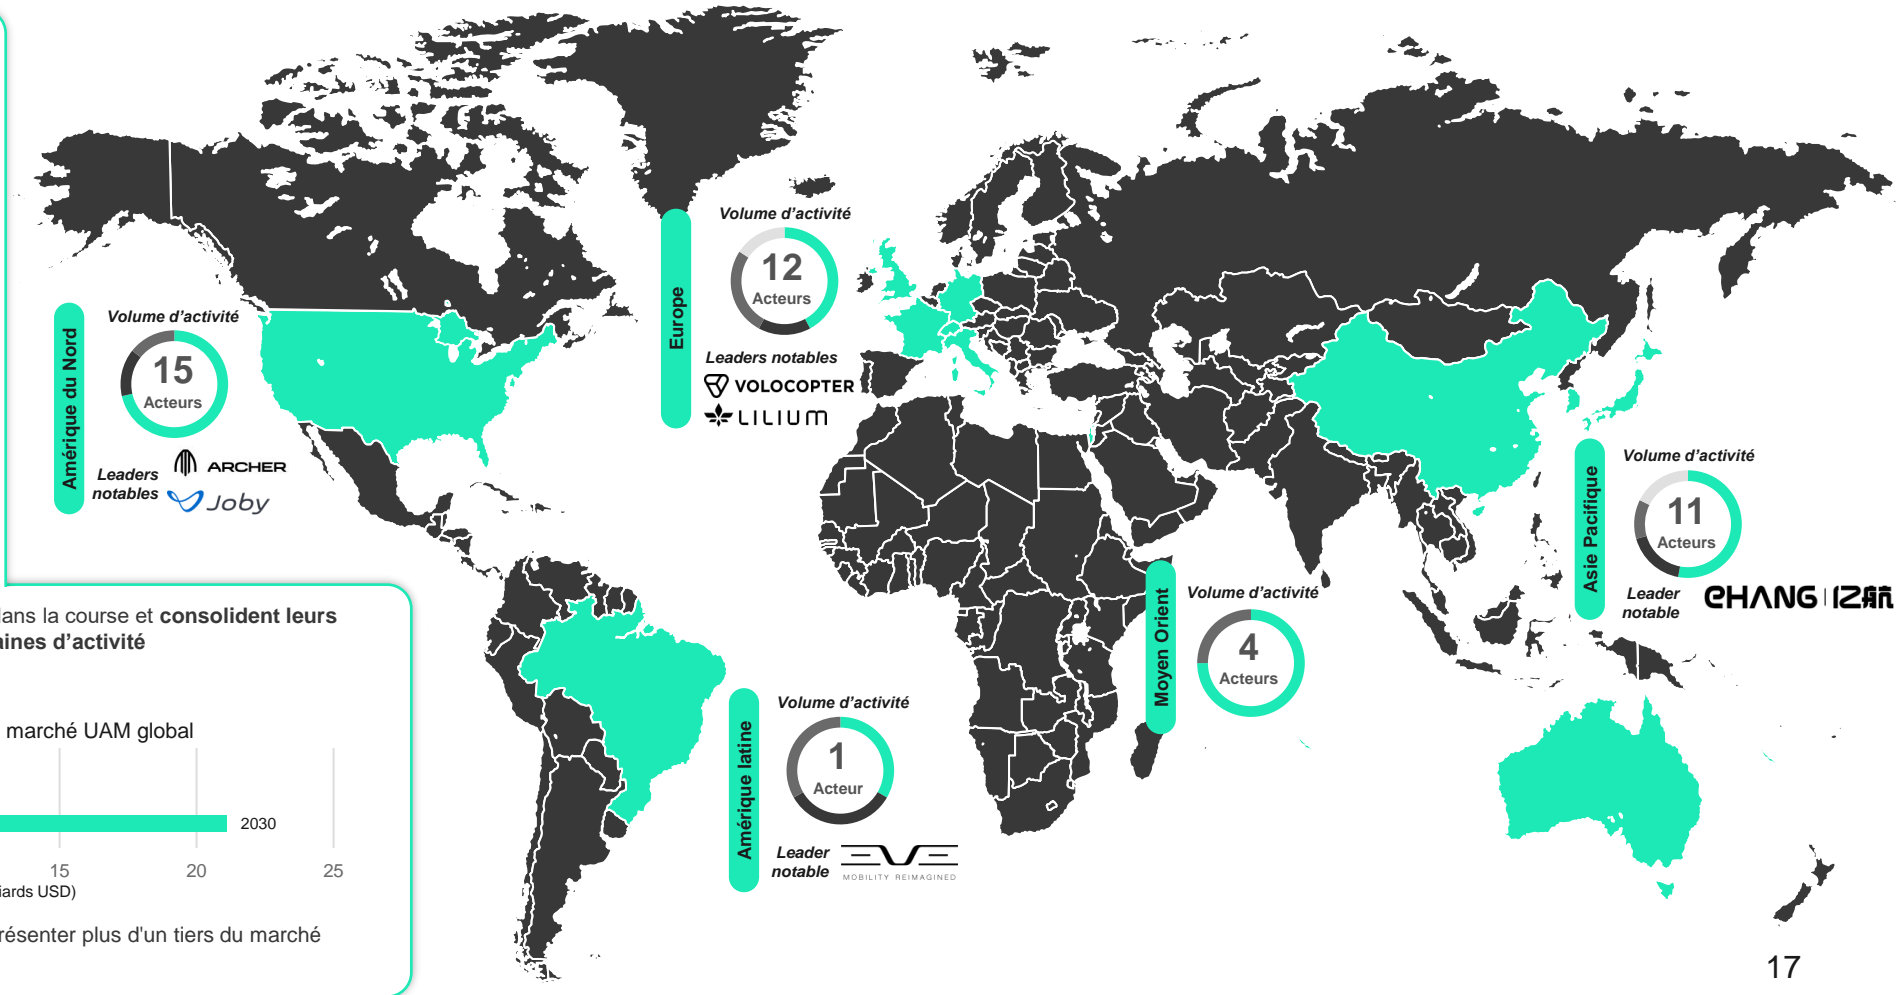 Amérique du Nord
Volume d'activité
15
Acteurs
Leaders
notables
ARCHER
Joby
Europe
Volume d'activité
12
Acteurs
Leaders notables
VOLOCOPTER
LILIUM
Asie Pacifique
Volume d'activité
11
Acteurs
Leader
notable
EHANG 亿航
Moyen Orient
Volume d'activité
4
Acteurs
Amérique latine
Volume d'activité
1
Acteur
Leader
notable
EVE
MOBILITY REIMAGINED
dans la course et consolident leurs
aines d'activité
marché UAM global
2030
15
20
25
iards USD)
résenter plus d'un tiers du marché
17